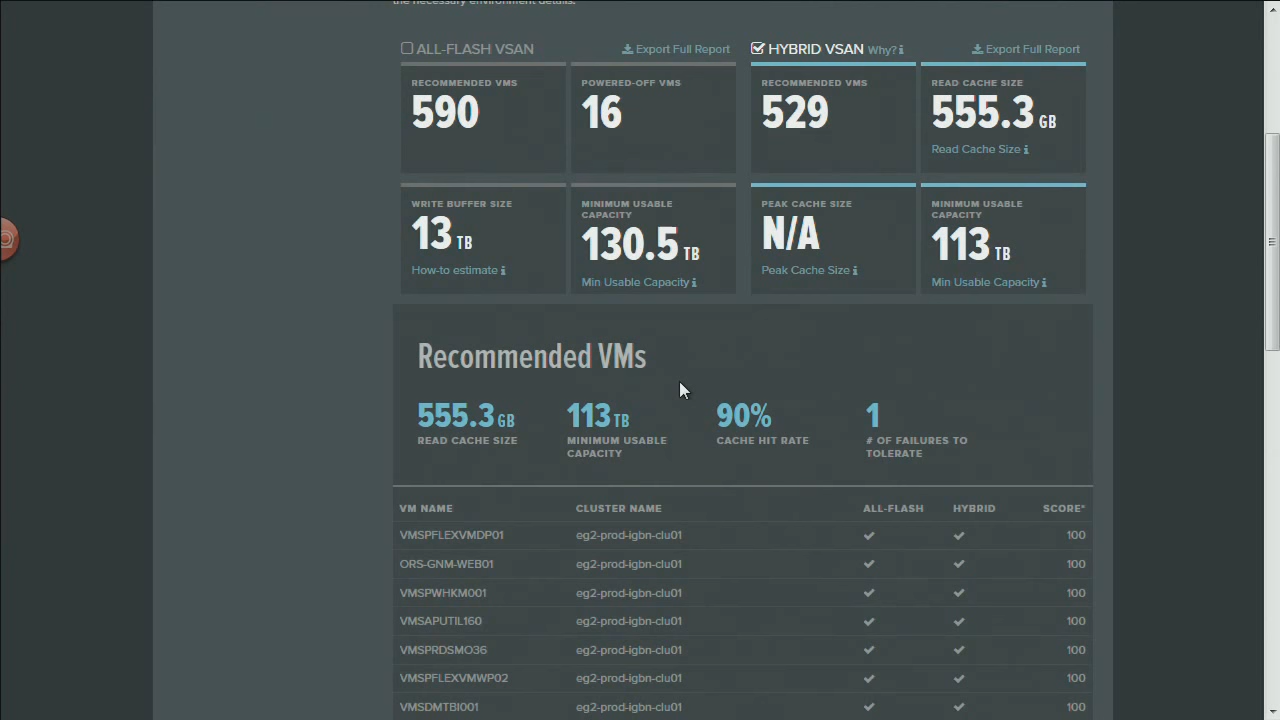 the necessary environment details.
ALL-FLASH VSAN
Export Full Report
HYBRID VSAN Why?
Export Full Report
RECOMMENDED VMS
590
POWERED-OFF VMS
16
RECOMMENDED VMS
529
READ CACHE SIZE
555.3 GB
Read Cache Size
WRITE BUFFER SIZE
13 TB
How-to estimate
MINIMUM USABLE
CAPACITY
130.5 TB
Min Usable Capacity
PEAK CACHE SIZE
N/A
Peak Cache Size
MINIMUM USABLE
CAPACITY
113 TB
Min Usable Capacity
Recommended VMs
555.3 GB
READ CACHE SIZE
113 TB
MINIMUM USABLE
CAPACITY
90%
CACHE HIT RATE
1
# OF FAILURES TO
TOLERATE
VM NAME CLUSTER NAME ALL-FLASH HYBRID SCORE*
VMSPFLEXVMDP01 eg2-prod-igbn-clu01 100
ORS-GNM-WEB01 eg2-prod-igbn-clu01 100
VMSPWHKM001 eg2-prod-igbn-clu01 100
VMSAPUTIL160 eg2-prod-igbn-clu01 100
VMSPRDSMO36 eg2-prod-igbn-clu01 100
VMSPFLEXVMWP02 eg2-prod-igbn-clu01 100
VMSDMTBI001 eg2-prod-igbn-clu01 100